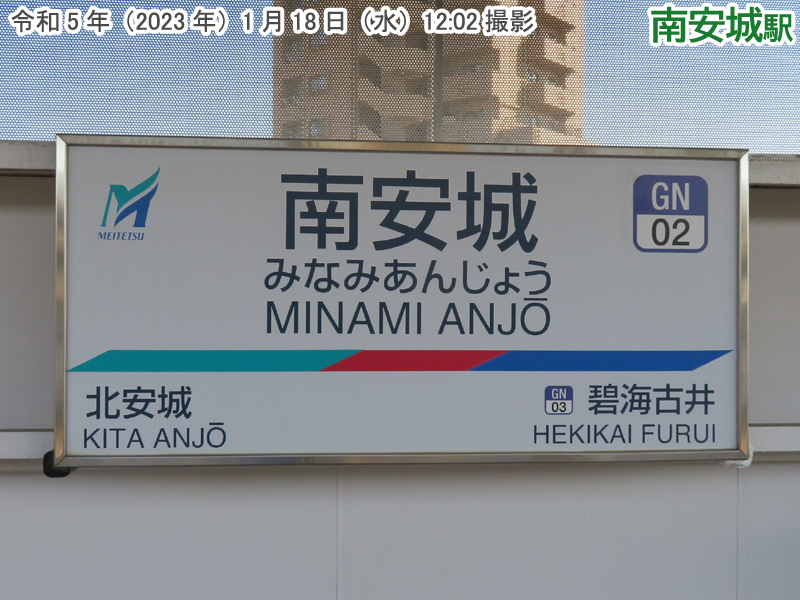 令和5年（2023年）1月18日（水）12:02撮影
南安城駅
MEITETSU
南安城
みなみあんじょう
MINAMI ANJŌ
GN
02
北安城
KITA ANJŌ
GN
03
碧海古井
HEKIKAI FURUI